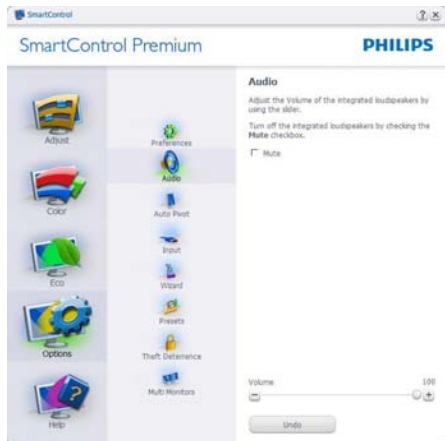 SmartControl
? x
SmartControl Premium
PHILIPS
Adjust
Color
Eco
Options
Help
Preferences
Audio
Auto Pivot
Input
Wizard
Presets
Theft Deterrence
Multi Monitors
Audio
Adjust the Volume of the integrated loudspeakers by
using the slider.
Turn off the integrated loudspeakers by checking the
Mute checkbox.
Mute
Volume
100
Undo